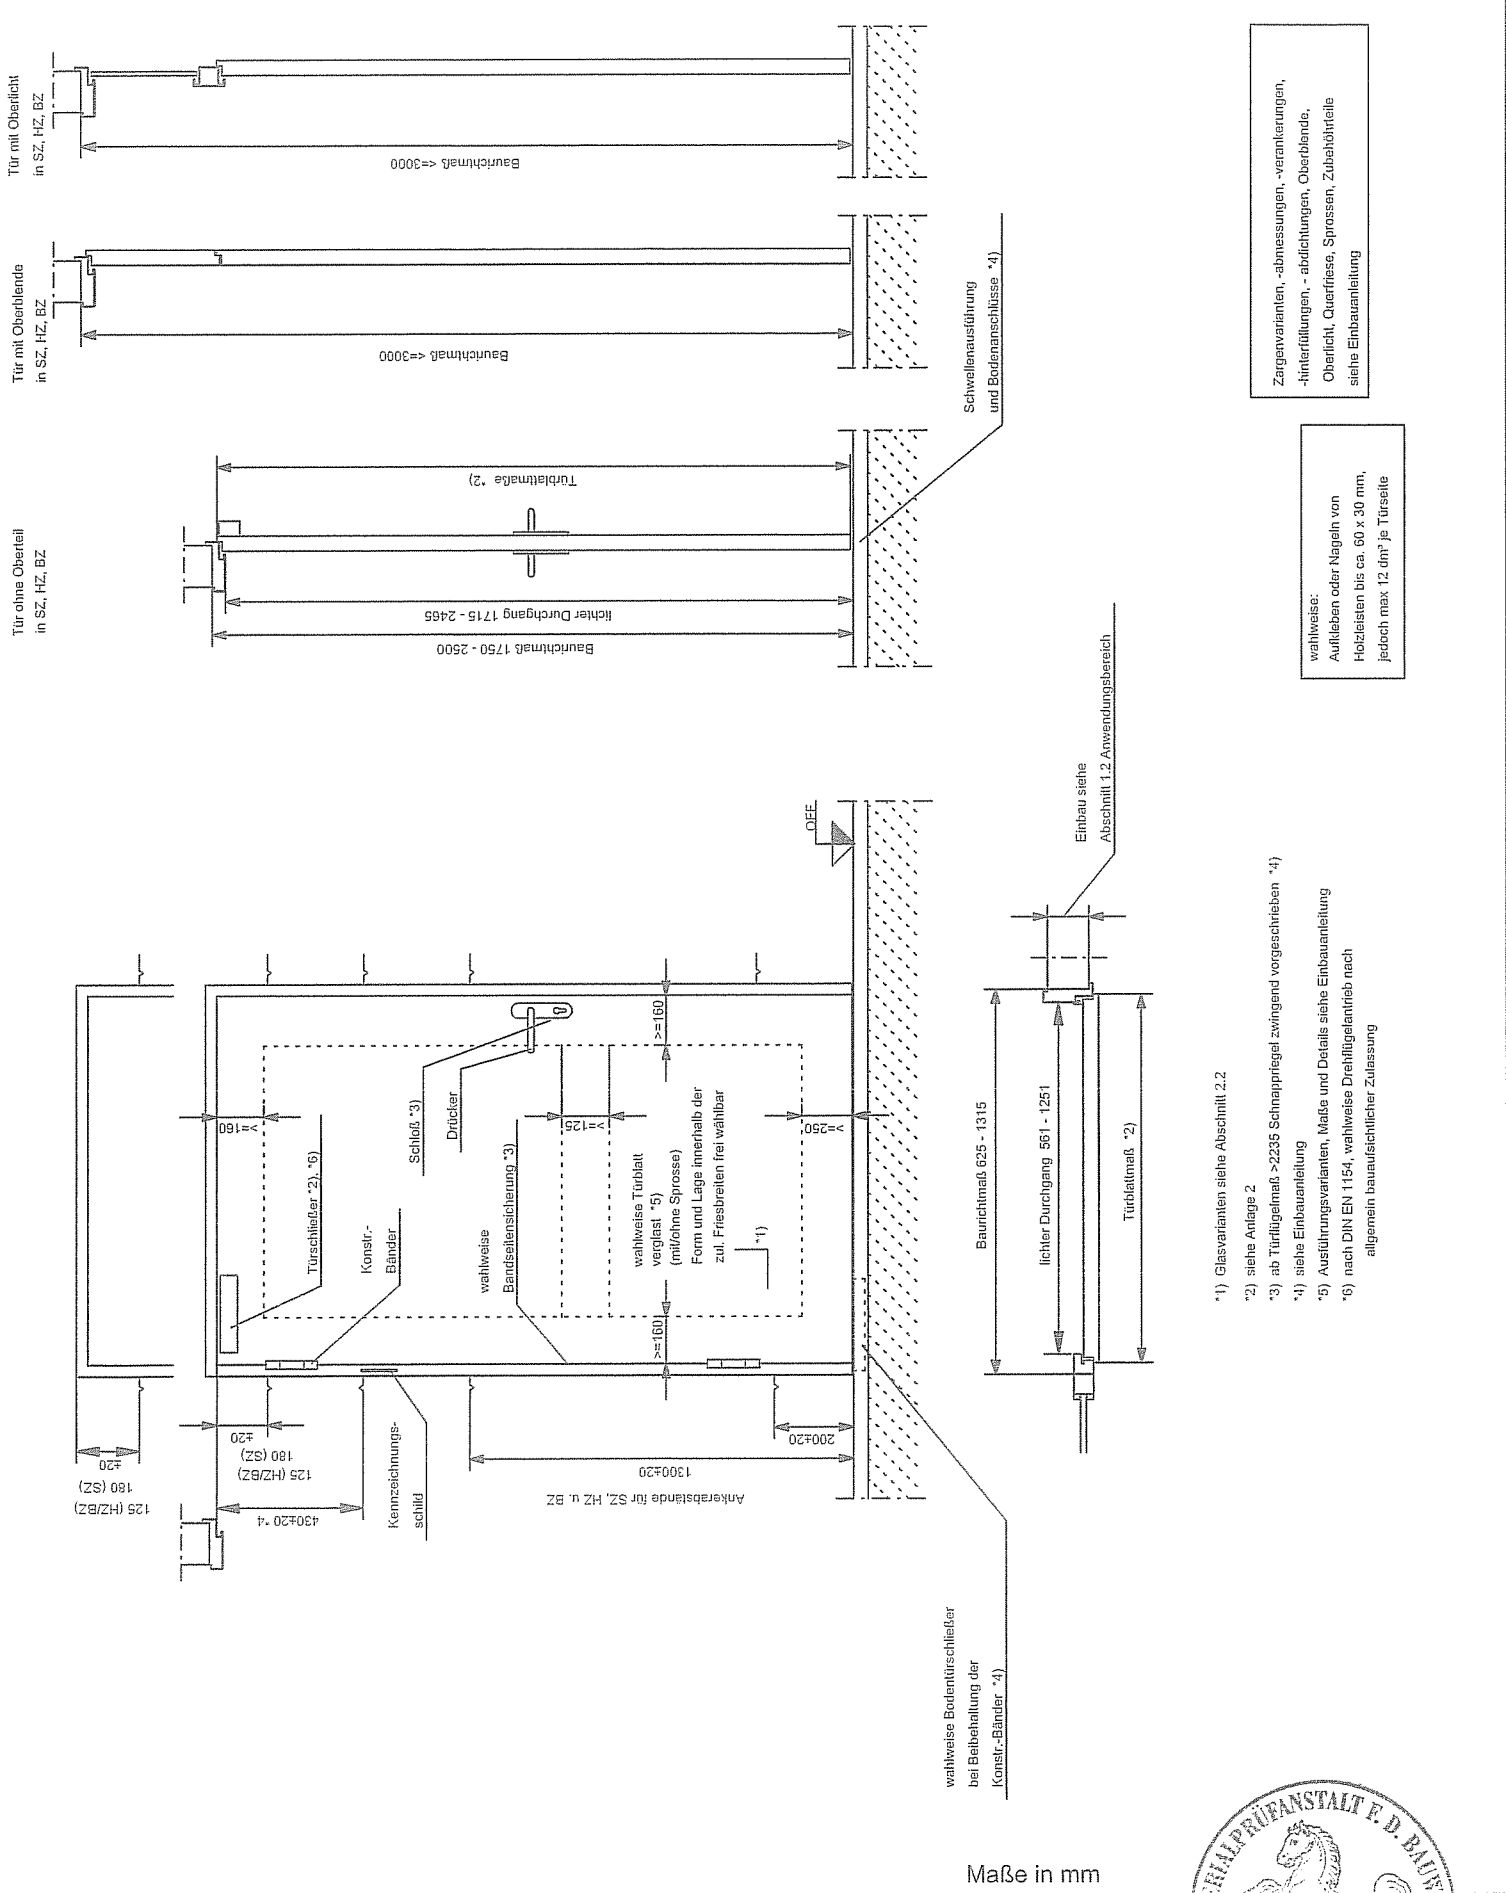 Tür mit Oberlicht
in SZ, HZ, BZ
Baurichtmaß <=3000
Tür mit Oberblende
in SZ, HZ, BZ
Baurichtmaß <=3000
Tür ohne Oberteil
in SZ, HZ, BZ
Türblattmaße *2)
lichter Durchgang 1715 - 2465
Baurichtmaß 1750 - 2500
Schwellenausführung
und Bodenanschlüsse *4)
Zargenvarianten, -abmessungen, -verankerungen,
-hinterfüllungen, - abdichtungen, Oberblende,
Oberlicht, Querfriese, Sprossen, Zubehöhrteile
siehe Einbauanleitung
wahlweise:
Aufkleben oder Nageln von
Holzleisten bis ca. 60 x 30 mm,
jedoch max 12 dm³ je Türseite
OFF
>=160
Türschließer *2), *6)
Konstr.-
Bänder
Schloß *3)
Drücker
wahlweise
Bandseitensicherung *3)
>=125
>=160
wahlweise Türblatt
verglast *5)
(mit/ohne Sprosse)
Form und Lage innerhalb der
zul. Friesbreiten frei wählbar
*1)
>=160
>=250
125 (HZ/BZ)
180 (SZ)
±20
125 (HZ/BZ)
180 (SZ)
±20
430±20 *4
Kennzeichnungs-
schild
Ankerabstände für SZ, HZ u. BZ
1300±20
200±20
wahlweise Bodentürschließer
bei Beibehaltung der
Konstr.-Bänder *4)
Einbau siehe
Abschnitt 1.2 Anwendungsbereich
Baurichtmaß 625 - 1315
lichter Durchgang 561 - 1251
Türblattmaß *2)
*1) Glasvarianten siehe Abschnitt 2.2
*2) siehe Anlage 2
*3) ab Türflügelmaß >2235 Schnappriegel zwingend vorgeschrieben *4)
*4) siehe Einbauanleitung
*5) Ausführungsvarianten, Maße und Details siehe Einbauanleitung
*6) nach DIN EN 1154, wahlweise Drehflügelantrieb nach
allgemein bauaufsichtlicher Zulassung
Maße in mm
ERIALPRÜFANSTALT F. D. BAUW